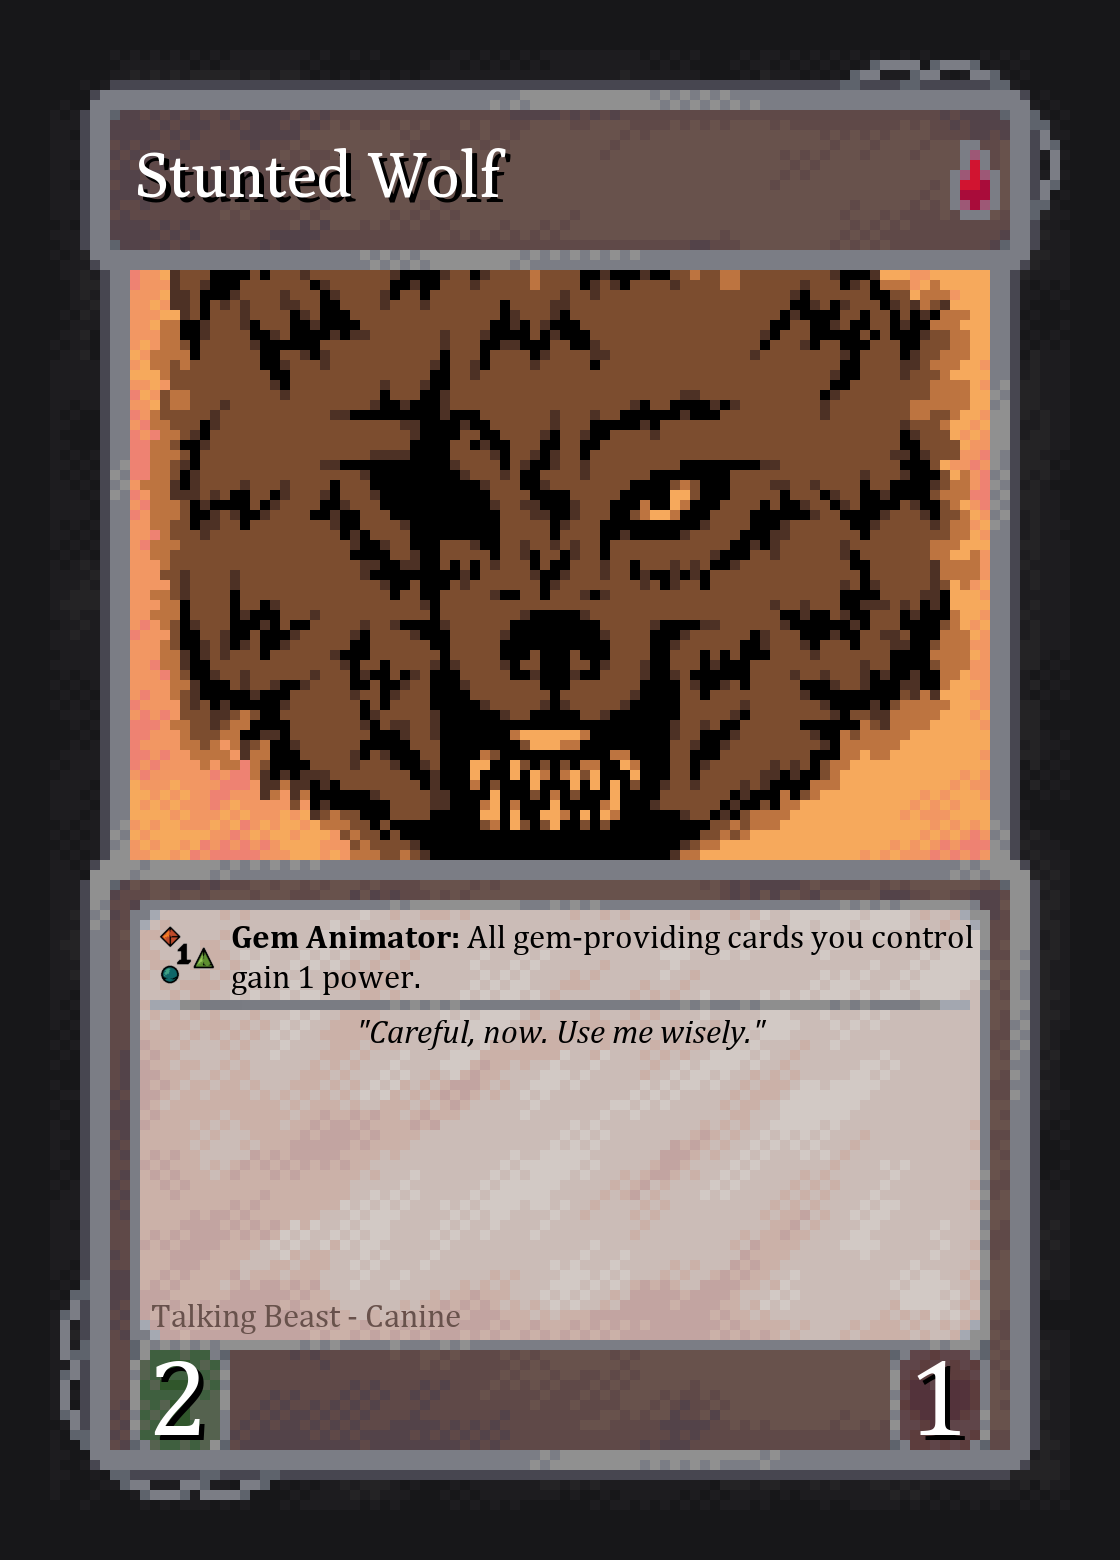 Stunted Wolf
1 Gem Animator: All gem-providing cards you control
gain 1 power.
"Careful, now. Use me wisely."
Talking Beast - Canine
2 1